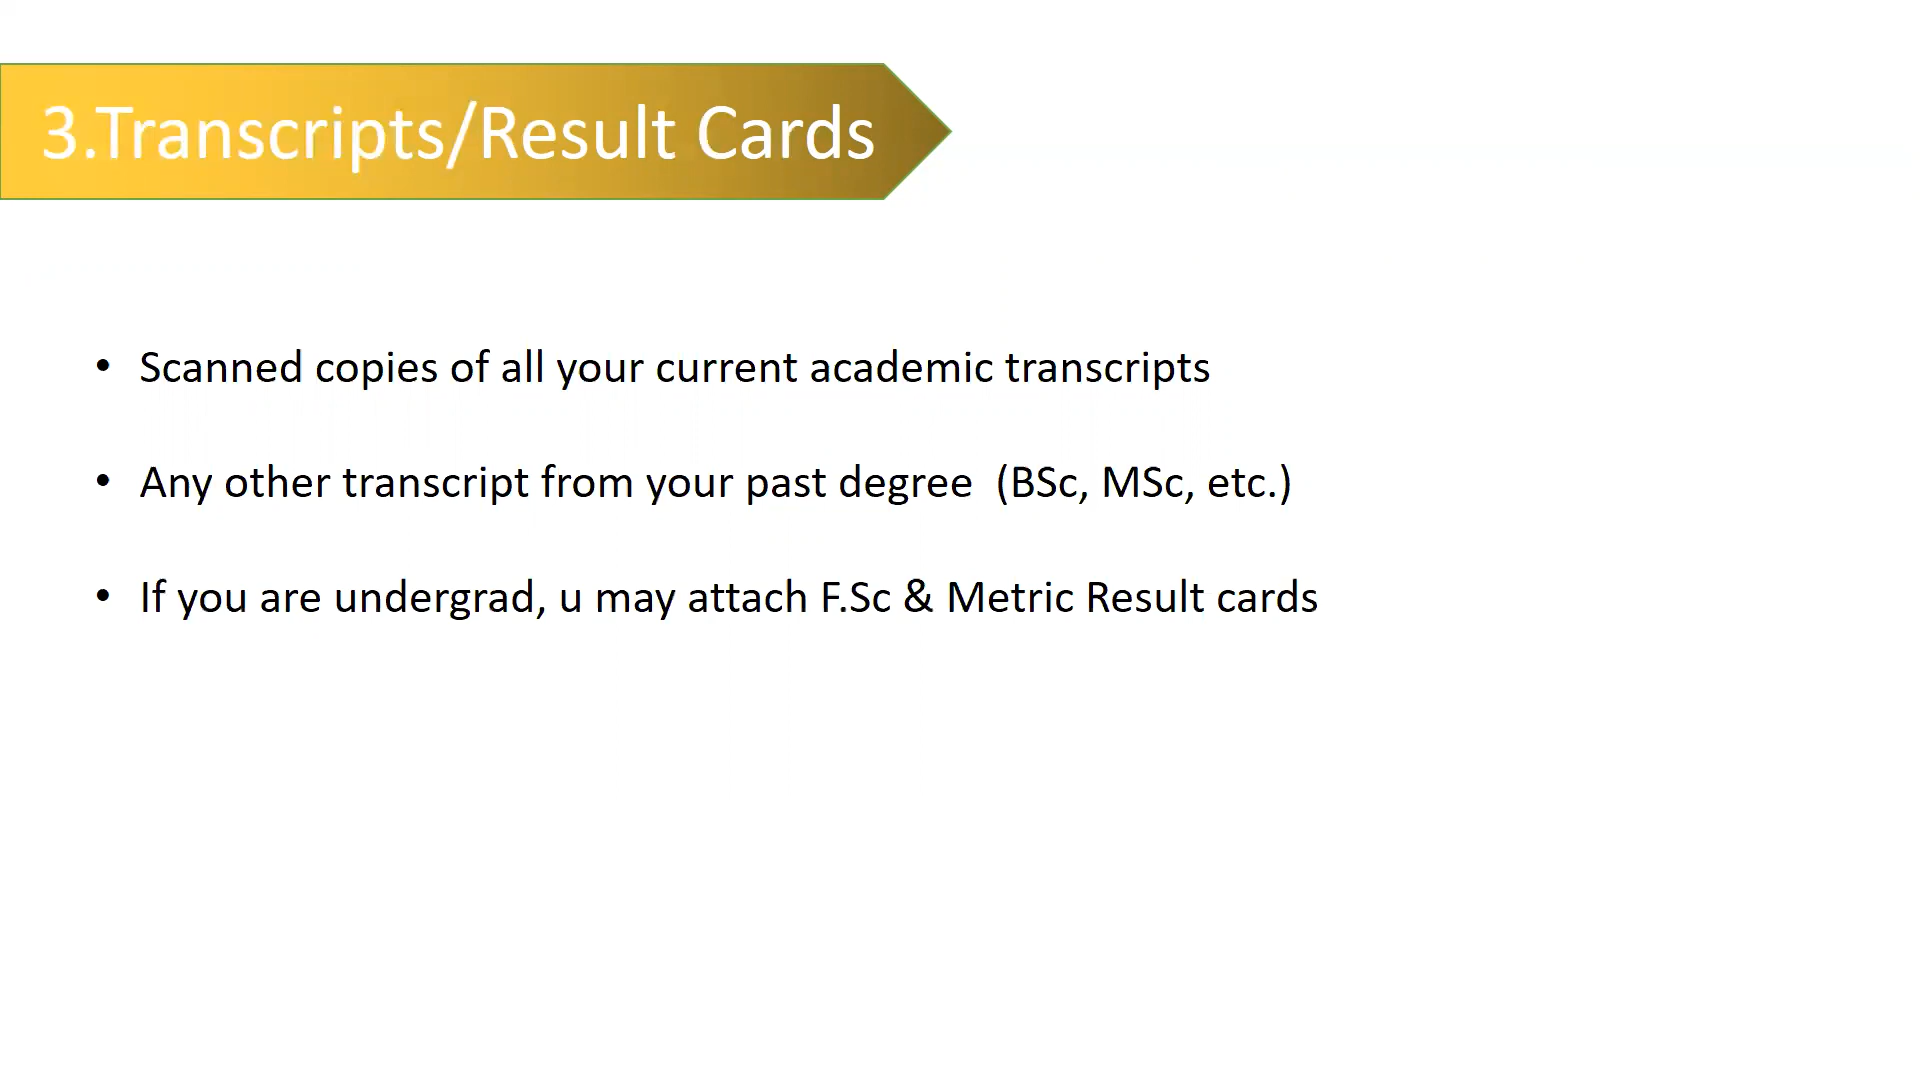 3.Transcripts/Result Cards
• Scanned copies of all your current academic transcripts
• Any other transcript from your past degree  (BSc, MSc, etc.)
• If you are undergrad, u may attach F.Sc & Metric Result cards